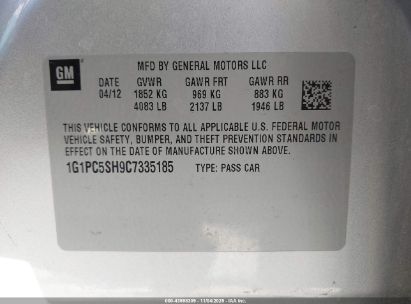 GM
MFD BY GENERAL MOTORS LLC
DATE GVWR GAWR FRT GAWR RR
04/12 1852 KG 969 KG 883 KG
4083 LB 2137 LB 1946 LB
THIS VEHICLE CONFORMS TO ALL APPLICABLE U.S. FEDERAL MOTOR
VEHICLE SAFETY, BUMPER, AND THEFT PREVENTION STANDARDS IN
EFFECT ON THE DATE OF MANUFACTURE SHOWN ABOVE.
1G1PC5SH9C7335185 TYPE: PASS CAR